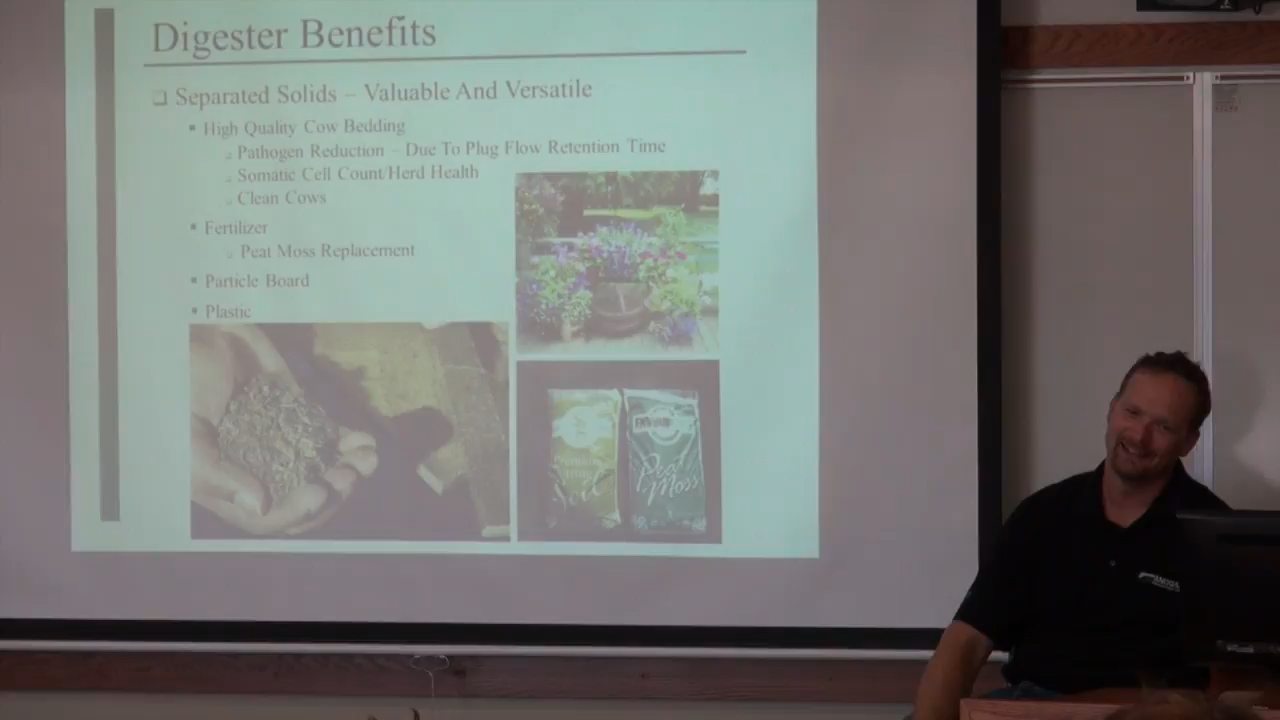 Digester Benefits
Separated Solids – Valuable And Versatile
High Quality Cow Bedding
Pathogen Reduction – Due To Plug Flow Retention Time
Somatic Cell Count/Herd Health
Clean Cows
Fertilizer
Peat Moss Replacement
Particle Board
Plastic
Soil
Peat Moss